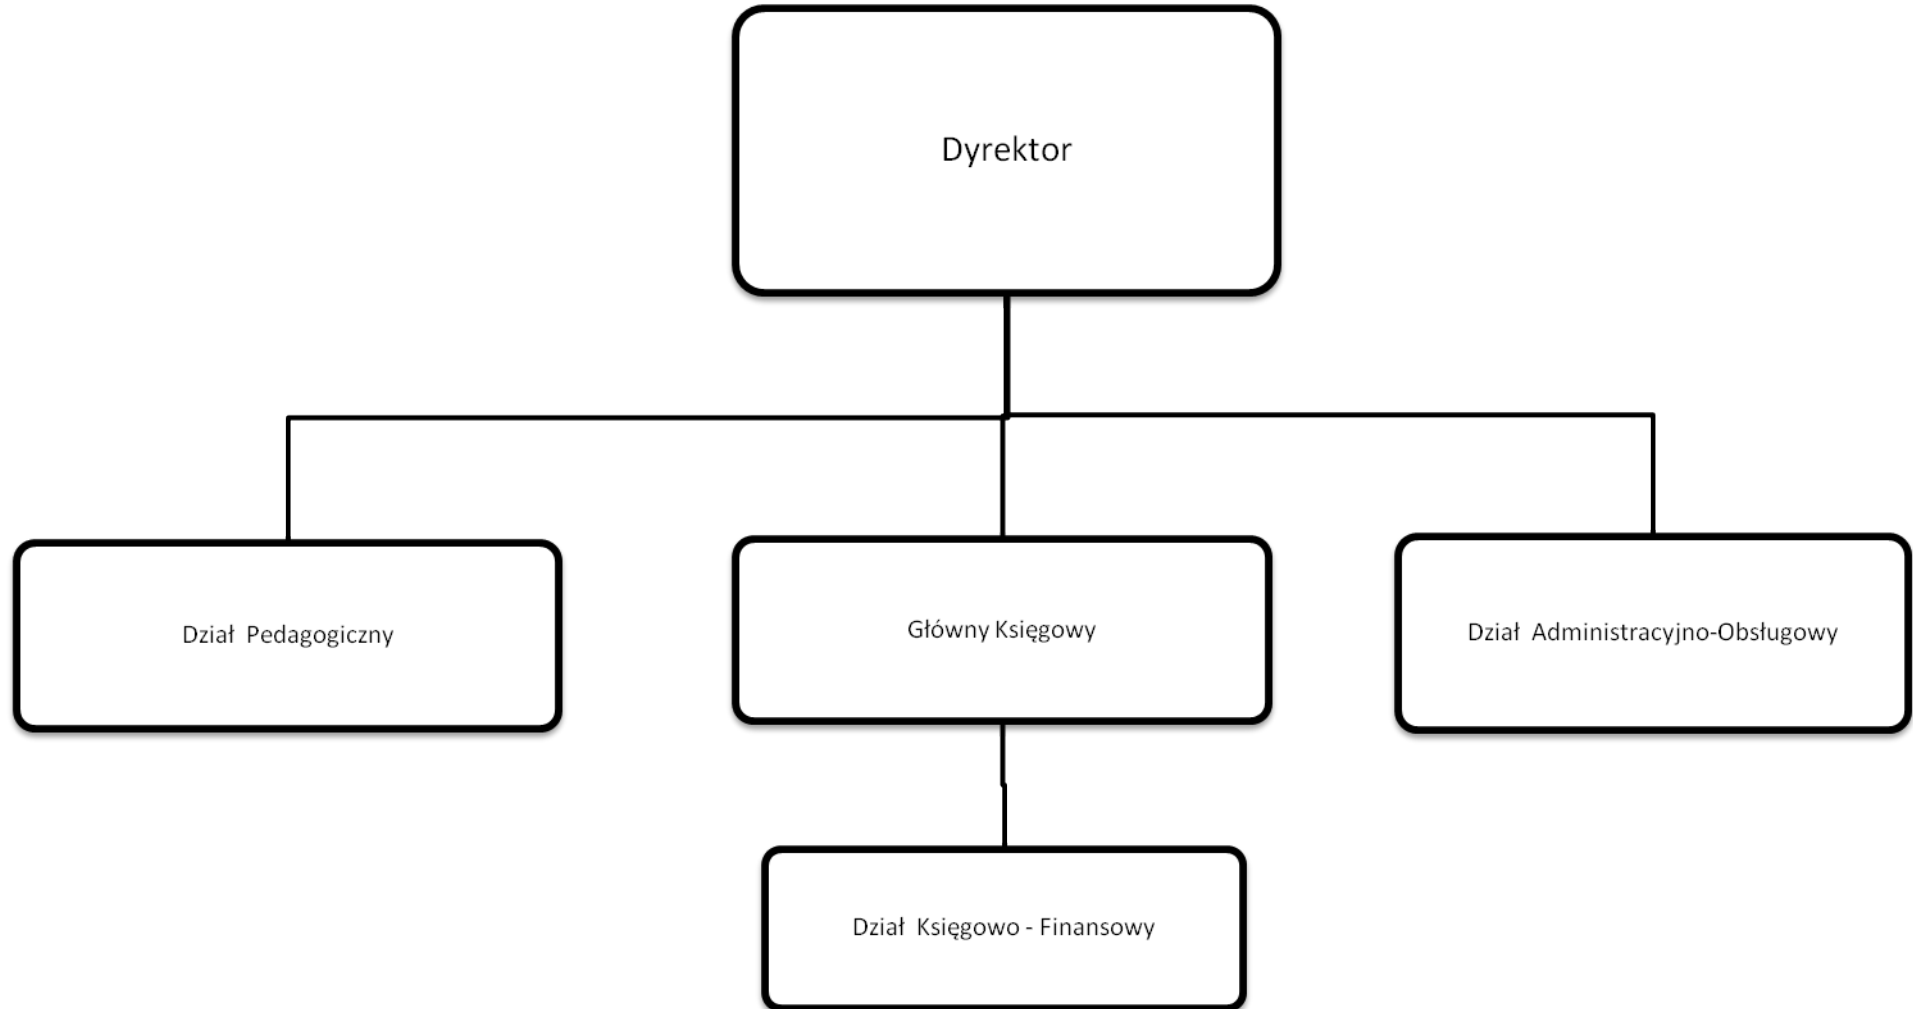 Dyrektor
Dział Pedagogiczny
Główny Księgowy
Dział Administracyjno-Obsługowy
Dział Księgowo - Finansowy